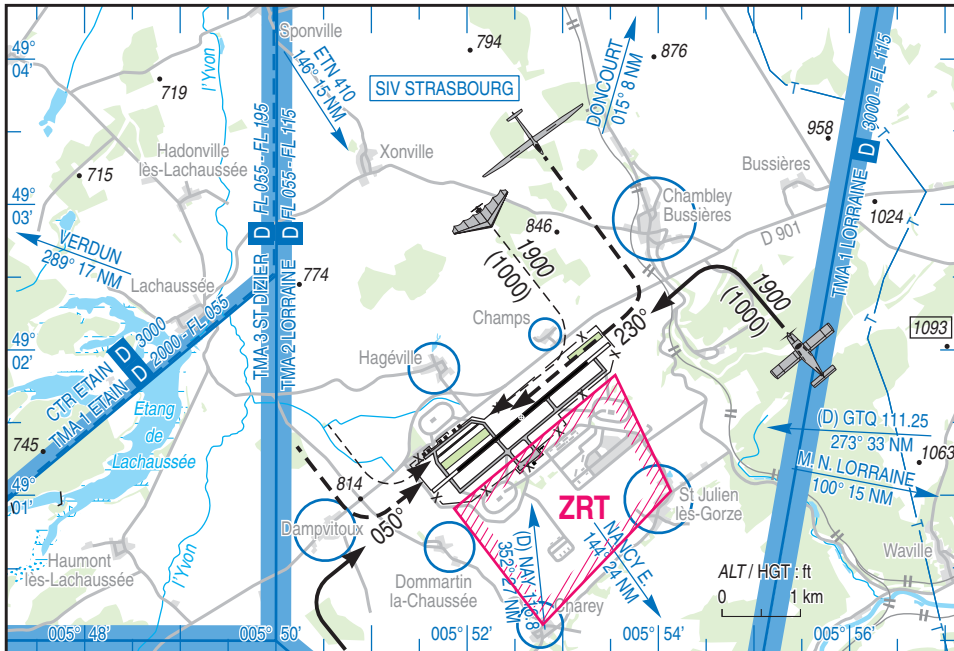 Sponville
49°
04'
719
l'Yvon
ETN 410
146° 15 NM
794
SIV STRASBOURG
DONCOURT
015° 8 NM
876
TMA 1 LORRAINE D 3000 - FL 115
T
958
Hadonville
lès-Lachaussée
715
Xonville
Bussières
1024
T
49°
03'
Chambley
Bussières
D 901
846
VERDUN
289° 17 NM
TMA 3 ST DIZIER D FL 055 - FL 195
TMA 2 LORRAINE D FL 055 - FL 115
774
1900
(1000)
1900
(1000)
Lachaussée
Champs
230°
1093
49°
02'
CTR ETAIN D 3000
TMA 1 ETAIN D 2000 - FL 055
Hagéville
Etang
de
Lachaussée
745
(D) GTQ 111.25
273° 33 NM
M. N. LORRAINE
100° 15 NM
1063
T
49°
01'
814
050°
Dampvitoux
ZRT
St Julien
lès-Gorze
NANCY E.
144° 24 NM
352° 27 NM
Haumont
lès-Lachaussée
l'Yvon
Dommartin
la-Chaussée
Charey
Waville
ALT / HGT : ft
0 1 km
005° 48'
005° 50'
005° 52'
005° 54'
005° 56'